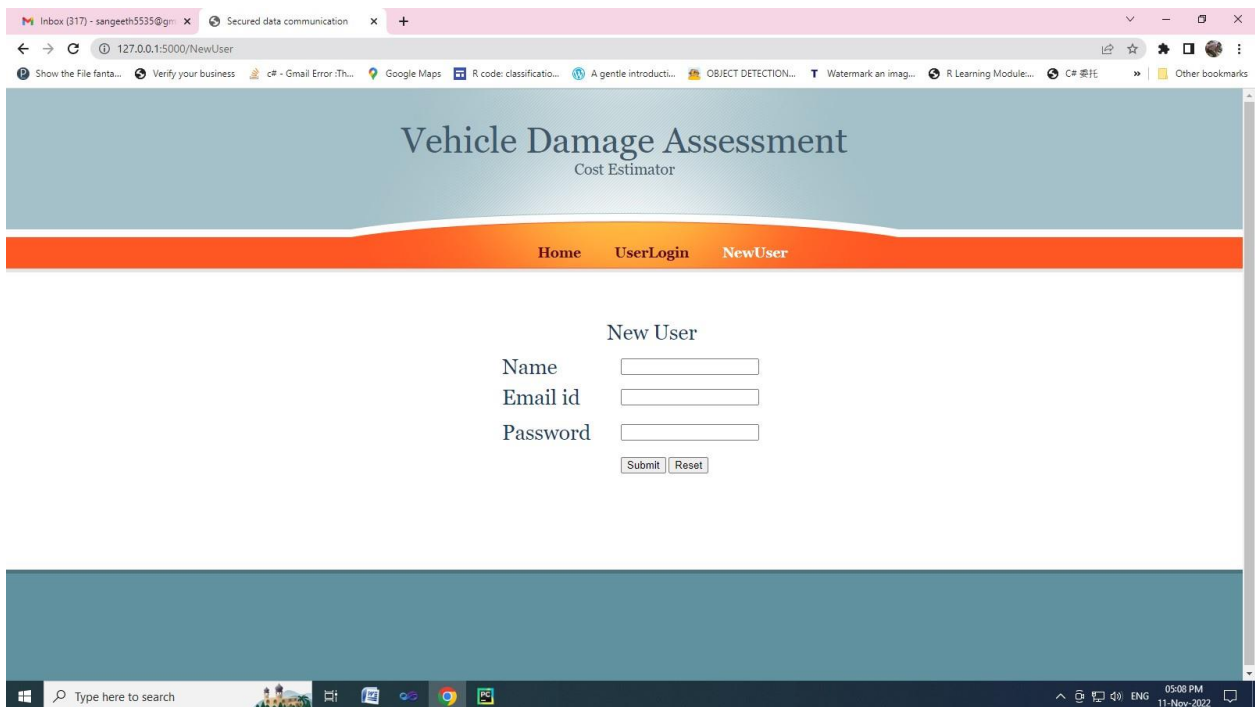 Inbox (317) - sangeeth5535@gm
Secured data communication
127.0.0.1:5000/NewUser
Show the File fanta... Verify your business c# - Gmail Error :Th... Google Maps R code: classificatio... A gentle introducti... OBJECT DETECTION... T Watermark an imag... R Learning Module:... C# 委托 » Other bookmarks
Vehicle Damage Assessment
Cost Estimator
Home UserLogin NewUser
New User
Name
Email id
Password
Submit Reset
Type here to search
PC
ENG
05:08 PM
11-Nov-2022